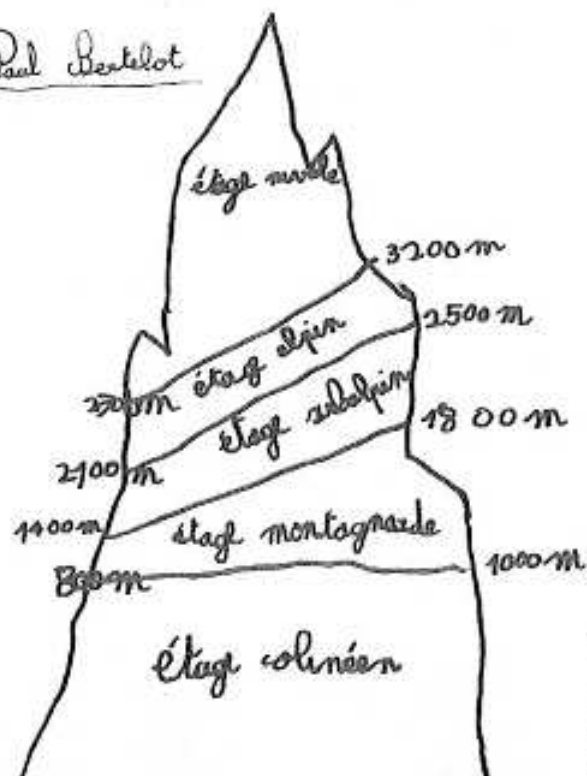 Paul Bertelot
étage nivale
3200 m
étag alpin
2500 m
2700 m
étage subalpin
1800 m
2100 m
1400 m
étage montagnarde
1000 m
800 m
étage colinéen